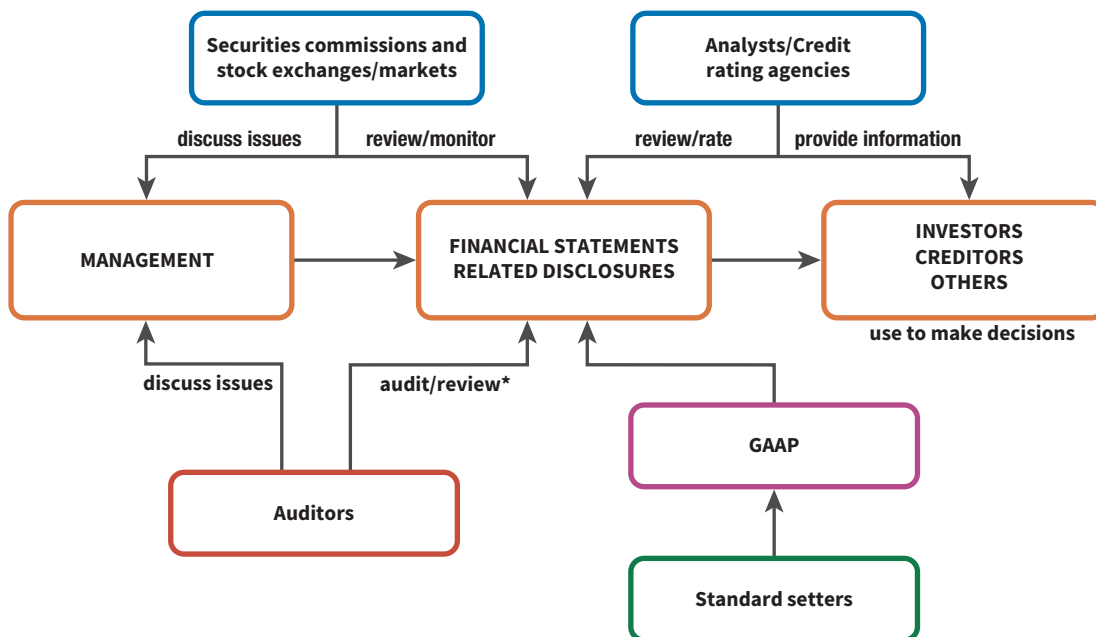 Securities commissions and
stock exchanges/markets
Analysts/Credit
rating agencies
discuss issues
review/monitor
review/rate
provide information
MANAGEMENT
FINANCIAL STATEMENTS
RELATED DISCLOSURES
INVESTORS
CREDITORS
OTHERS
use to make decisions
discuss issues
audit/review*
GAAP
Auditors
Standard setters